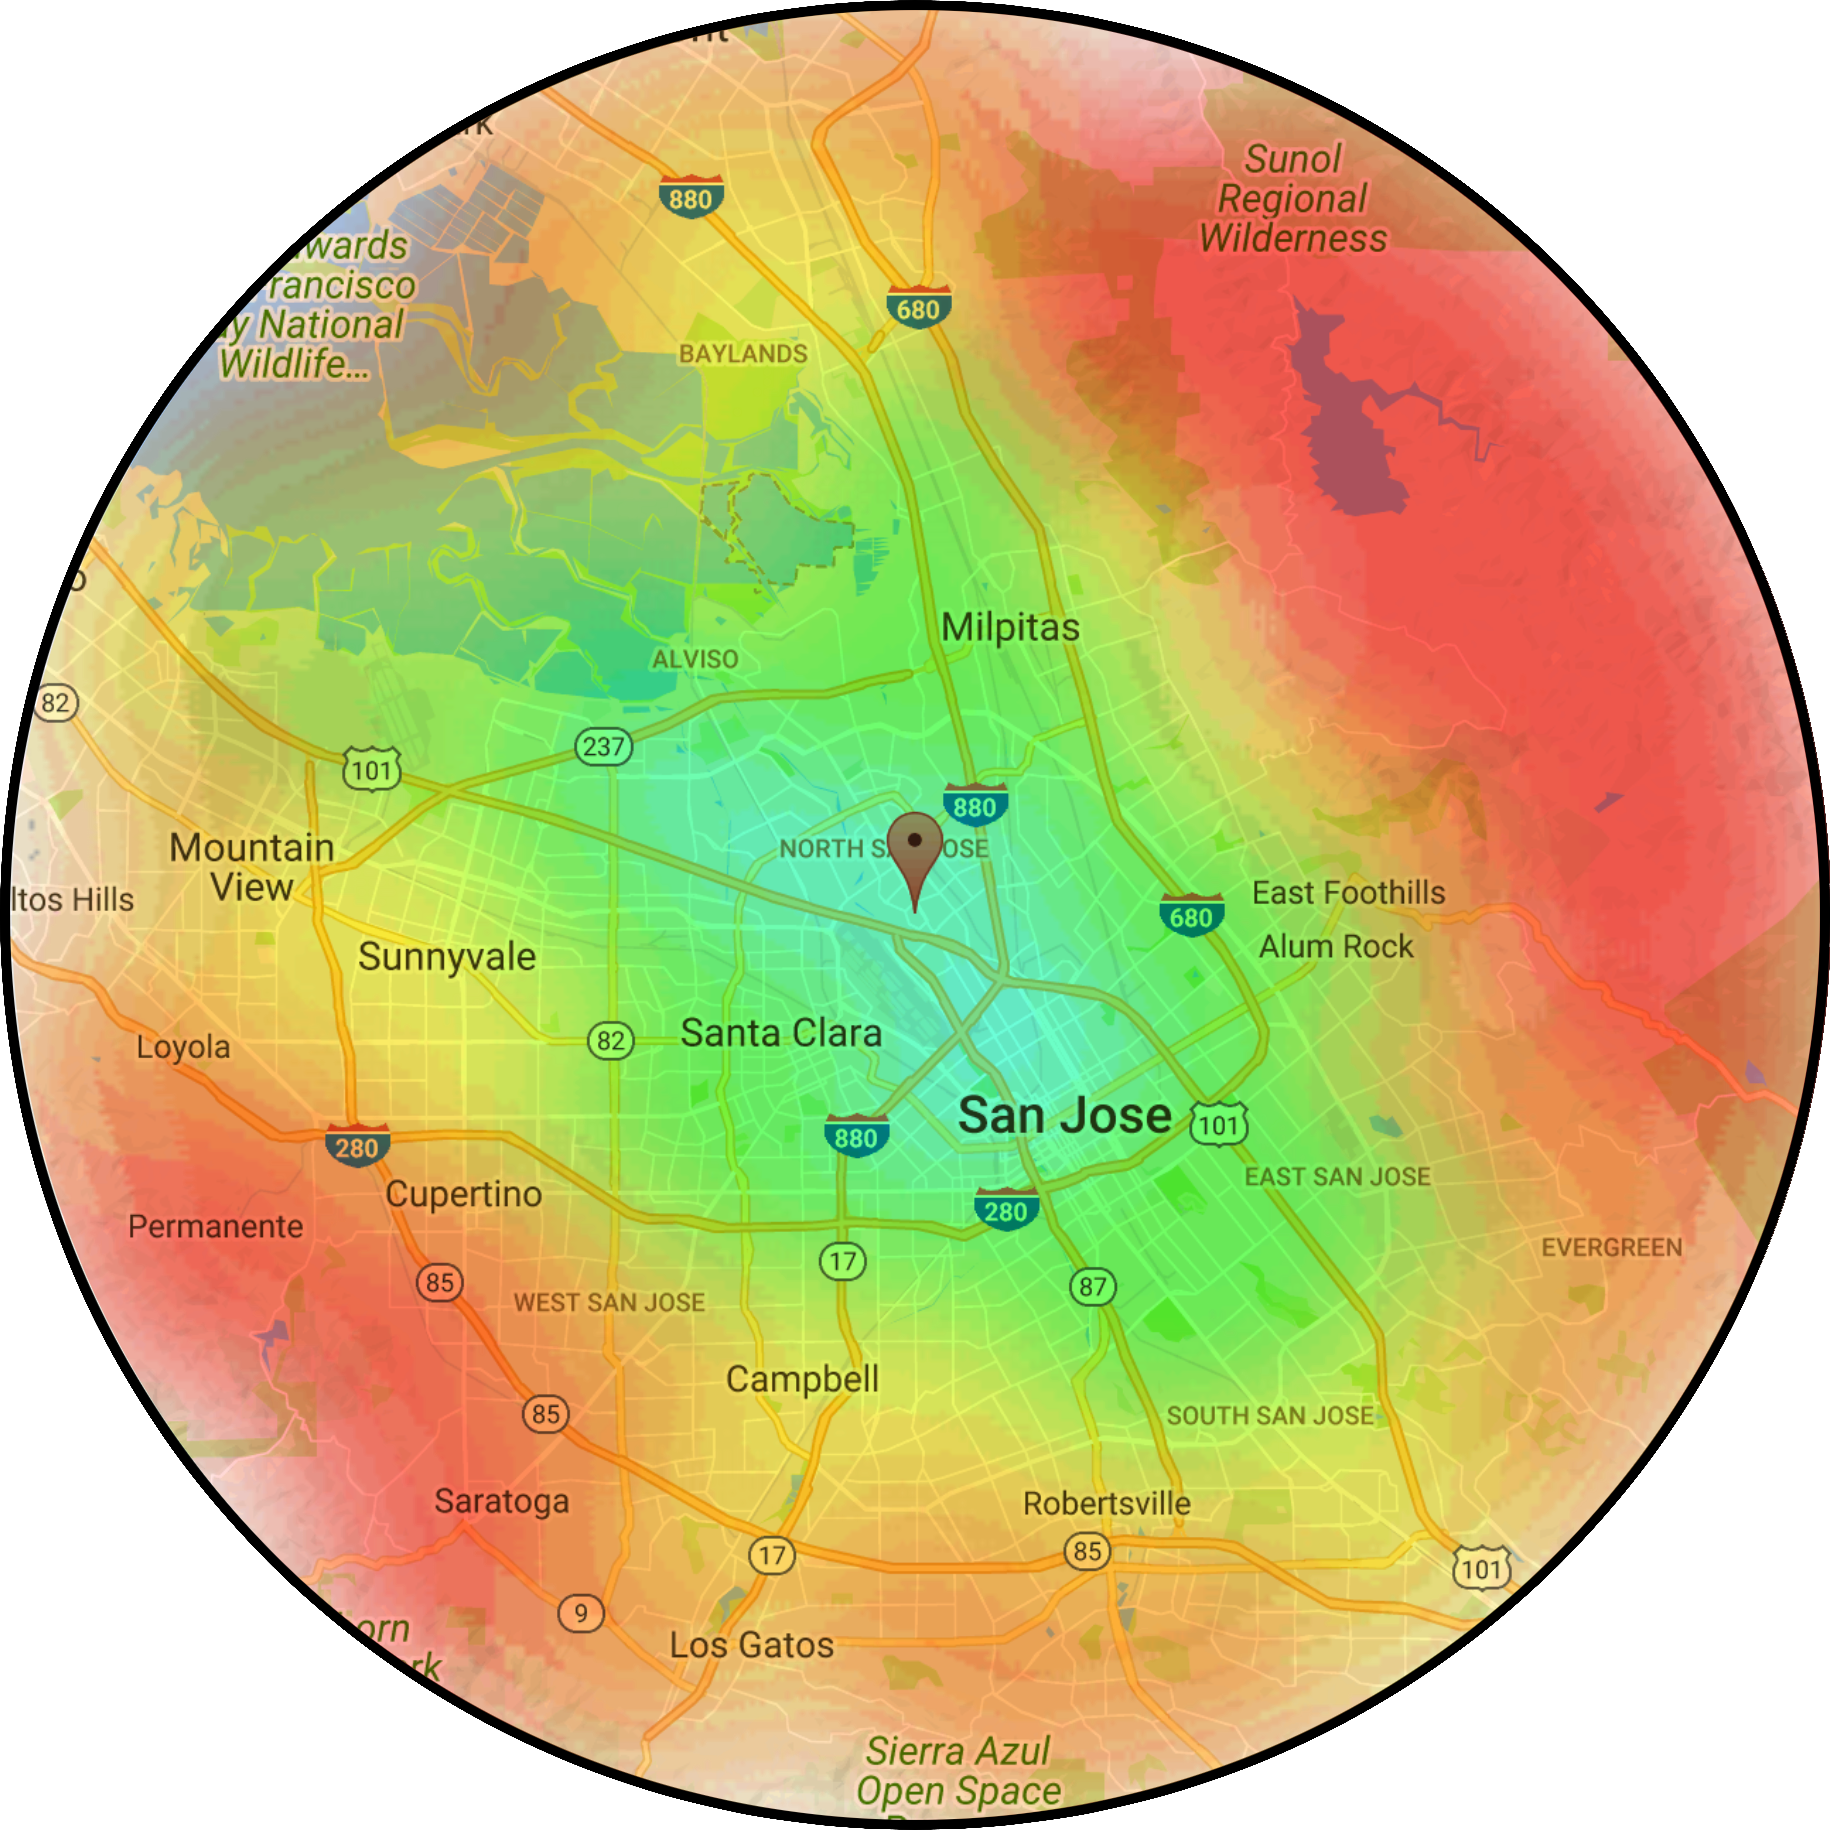 880
Sunol
Regional
Wilderness
wards
rancisco
y National
Wildlife...
680
BAYLANDS
Milpitas
ALVISO
82
237
101
880
NORTH SA
OSE
Mountain
View
ltos Hills
East Foothills
680
Alum Rock
Sunnyvale
Santa Clara
82
Loyola
San Jose
101
880
280
EAST SAN JOSE
Cupertino
280
Permanente
EVERGREEN
17
85
87
WEST SAN JOSE
Campbell
85
SOUTH SAN JOSE
Saratoga
Robertsville
17
85
101
9
orn
rk
Los Gatos
Sierra Azul
Open Space